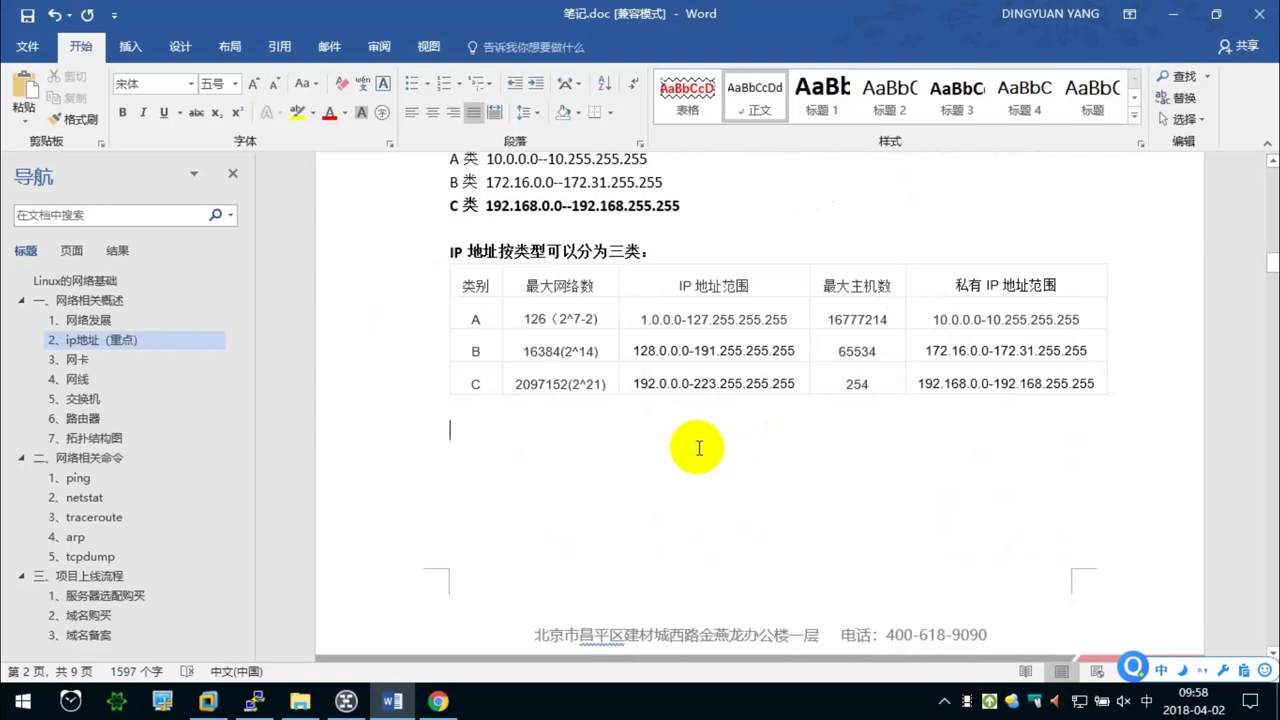 笔记.doc [兼容模式] - Word
DINGYUAN YANG
文件 开始 插入 设计 布局 引用 邮件 审阅 视图 告诉我你想要做什么 共享
粘贴 剪切 复制 格式刷
宋体 五号
AaBbCcD AaBbCcDd AaBb AaBbC AaBbC AaBbC AaBbC
表格 正文 标题 1 标题 2 标题 3 标题 4 标题
查找 替换 选择
剪贴板 字体 段落 样式 编辑
导航
在文档中搜索
标题 页面 结果
Linux的网络基础
一、网络相关概述
1、网络发展
2、ip地址（重点）
3、网卡
4、网线
5、交换机
6、路由器
7、拓扑结构图
二、网络相关命令
1、ping
2、netstat
3、traceroute
4、arp
5、tcpdump
三、项目上线流程
1、服务器选配购买
2、域名购买
3、域名备案
A 类 10.0.0.0--10.255.255.255
B 类 172.16.0.0--172.31.255.255
C 类 192.168.0.0--192.168.255.255
IP 地址按类型可以分为三类：
类别 最大网络数 IP 地址范围 最大主机数 私有 IP 地址范围
A 126（2^7-2) 1.0.0.0-127.255.255.255 16777214 10.0.0.0-10.255.255.255
B 16384(2^14) 128.0.0.0-191.255.255.255 65534 172.16.0.0-172.31.255.255
C 2097152(2^21) 192.0.0.0-223.255.255.255 254 192.168.0.0-192.168.255.255
北京市昌平区建材城西路金燕龙办公楼一层 电话：400-618-9090
第 2 页，共 9 页 1597 个字 中文(中国)
中
中 09:58
2018-04-02